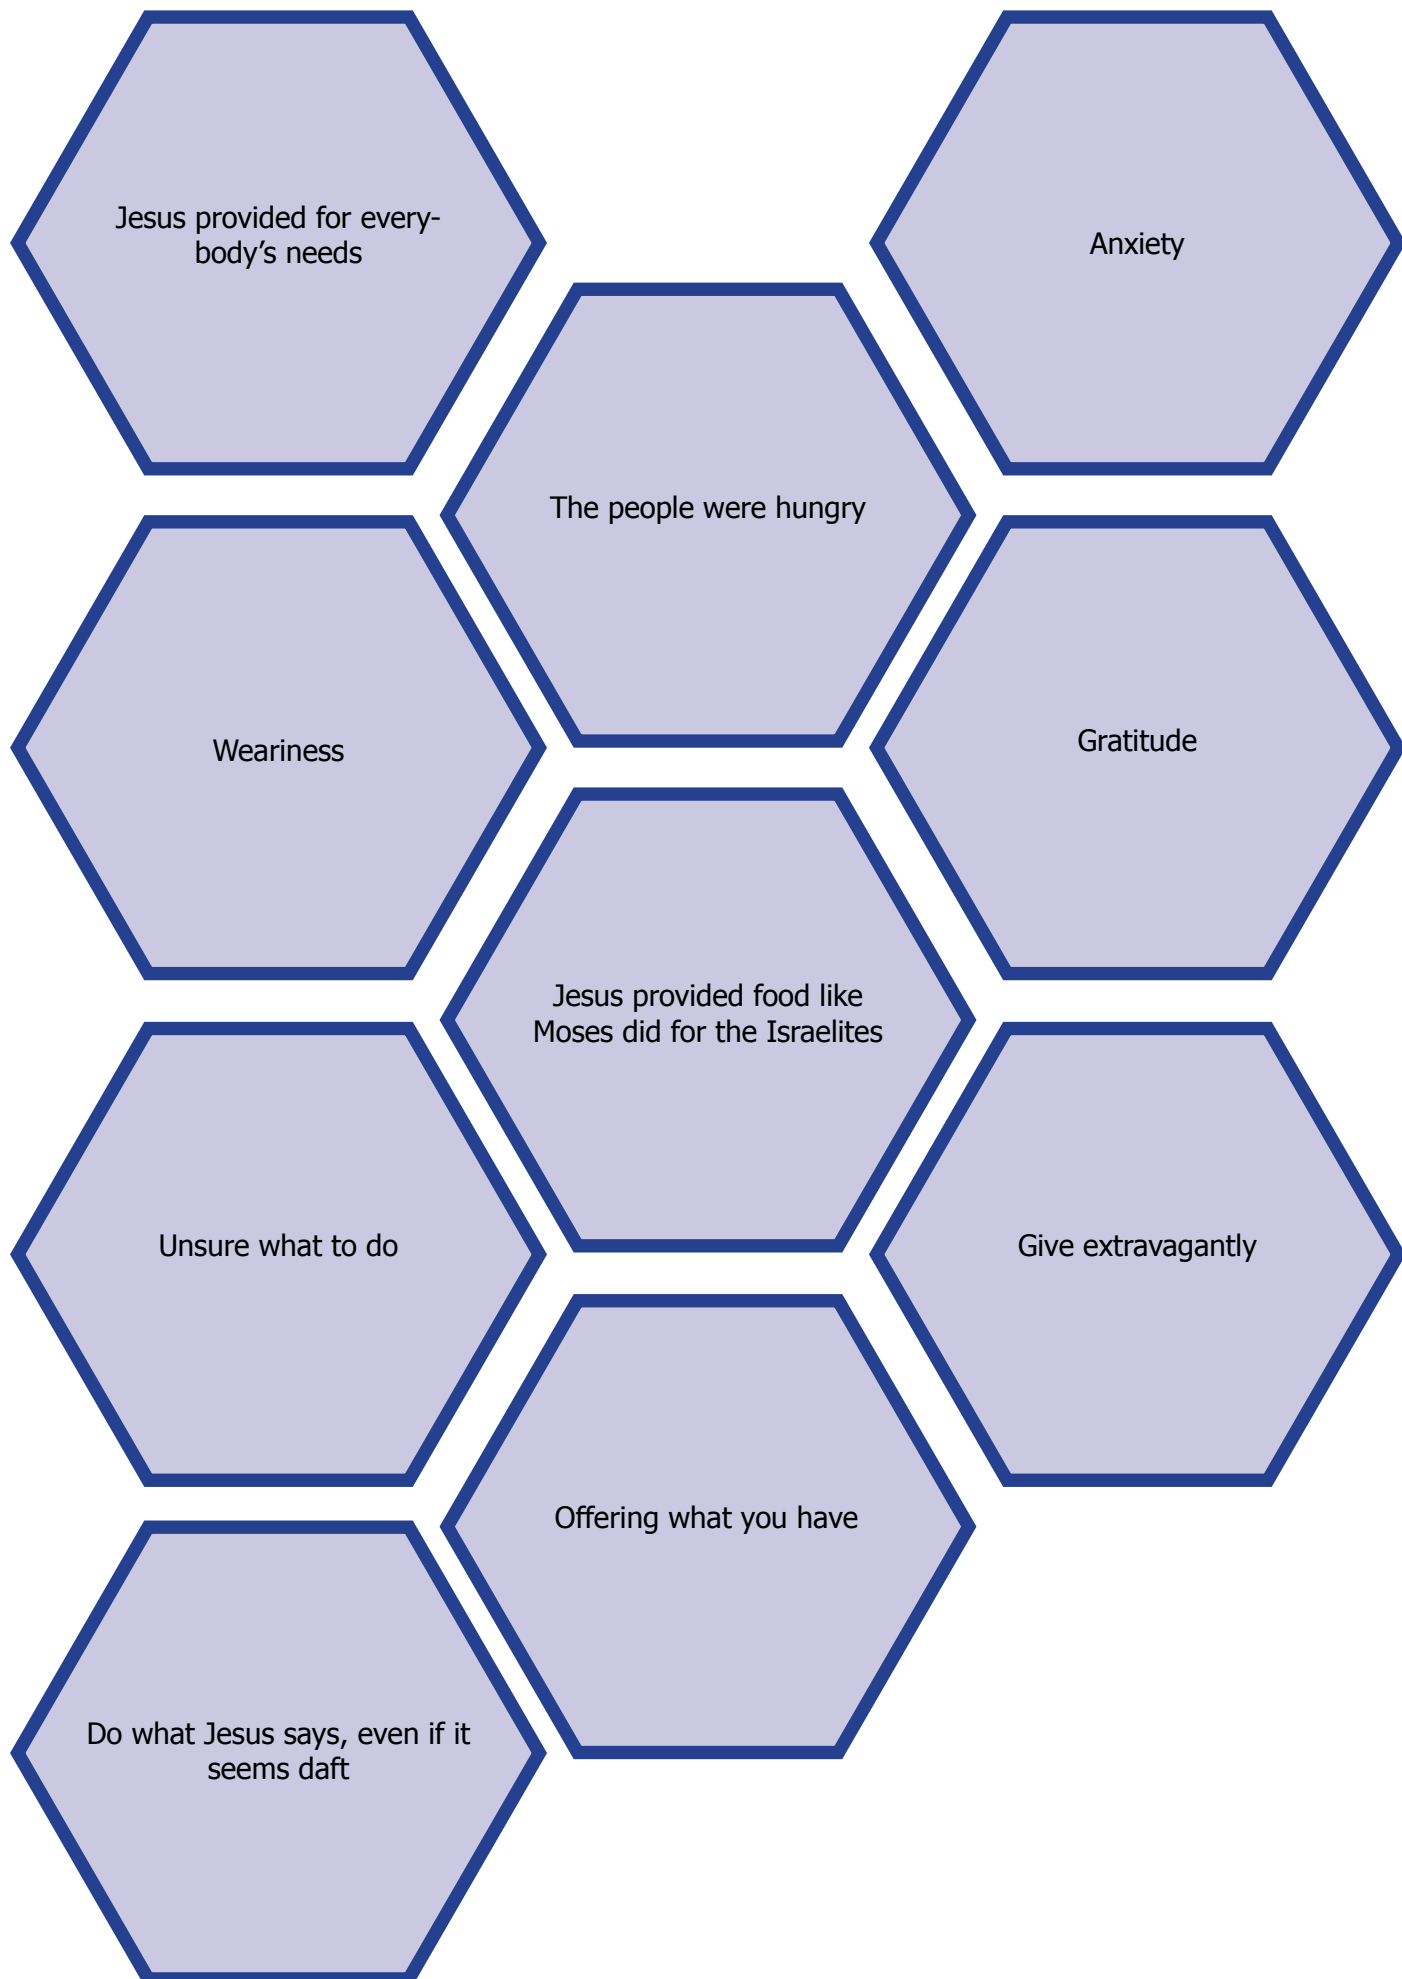 Jesus provided for every-
body’s needs
Anxiety
The people were hungry
Weariness
Gratitude
Jesus provided food like
Moses did for the Israelites
Unsure what to do
Give extravagantly
Offering what you have
Do what Jesus says, even if it
seems daft